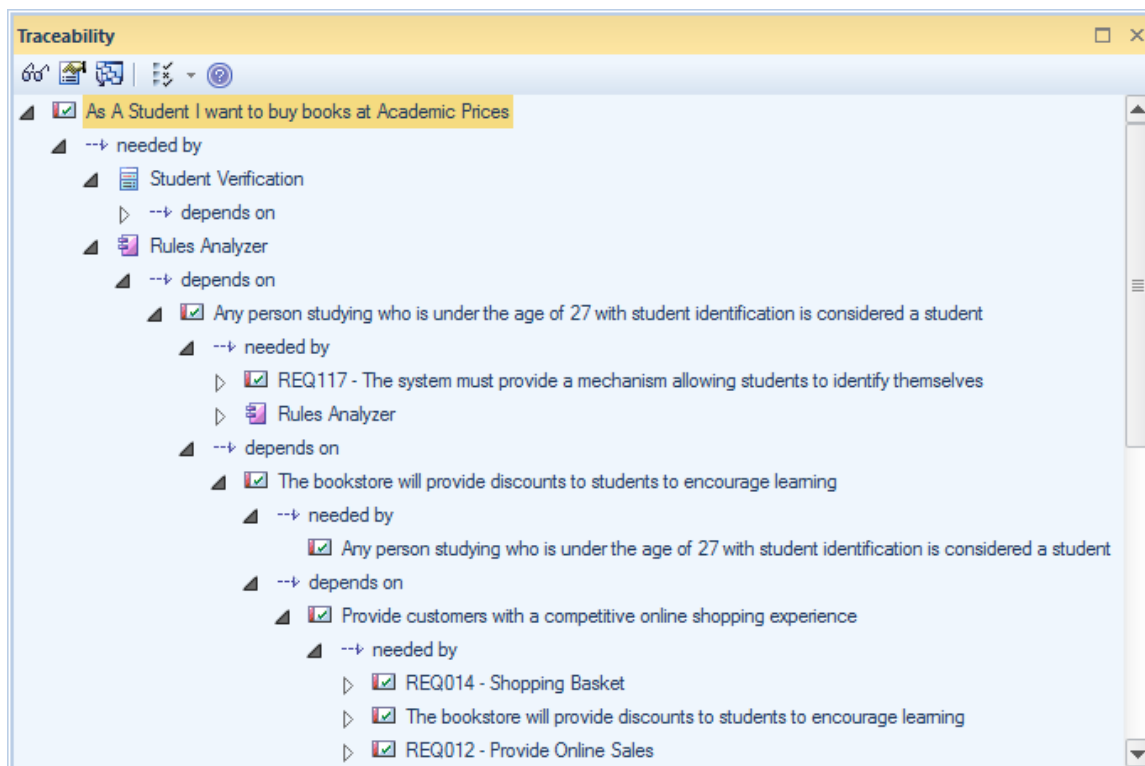 Traceability
As A Student I want to buy books at Academic Prices
needed by
Student Verification
depends on
Rules Analyzer
depends on
Any person studying who is under the age of 27 with student identification is considered a student
needed by
REQ117 - The system must provide a mechanism allowing students to identify themselves
Rules Analyzer
depends on
The bookstore will provide discounts to students to encourage learning
needed by
Any person studying who is under the age of 27 with student identification is considered a student
depends on
Provide customers with a competitive online shopping experience
needed by
REQ014 - Shopping Basket
The bookstore will provide discounts to students to encourage learning
REQ012 - Provide Online Sales